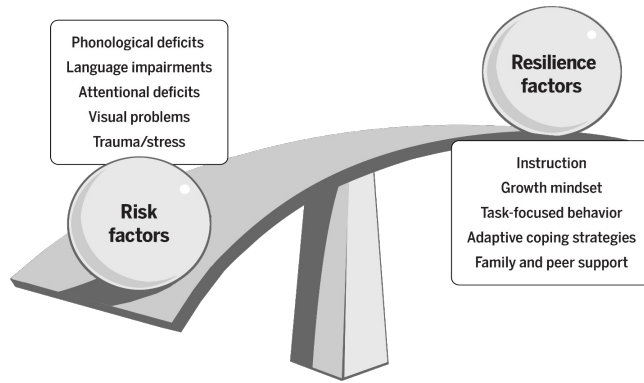 Phonological deficits
Language impairments
Attentional deficits
Visual problems
Trauma/stress
Risk
factors
Resilience
factors
Instruction
Growth mindset
Task-focused behavior
Adaptive coping strategies
Family and peer support